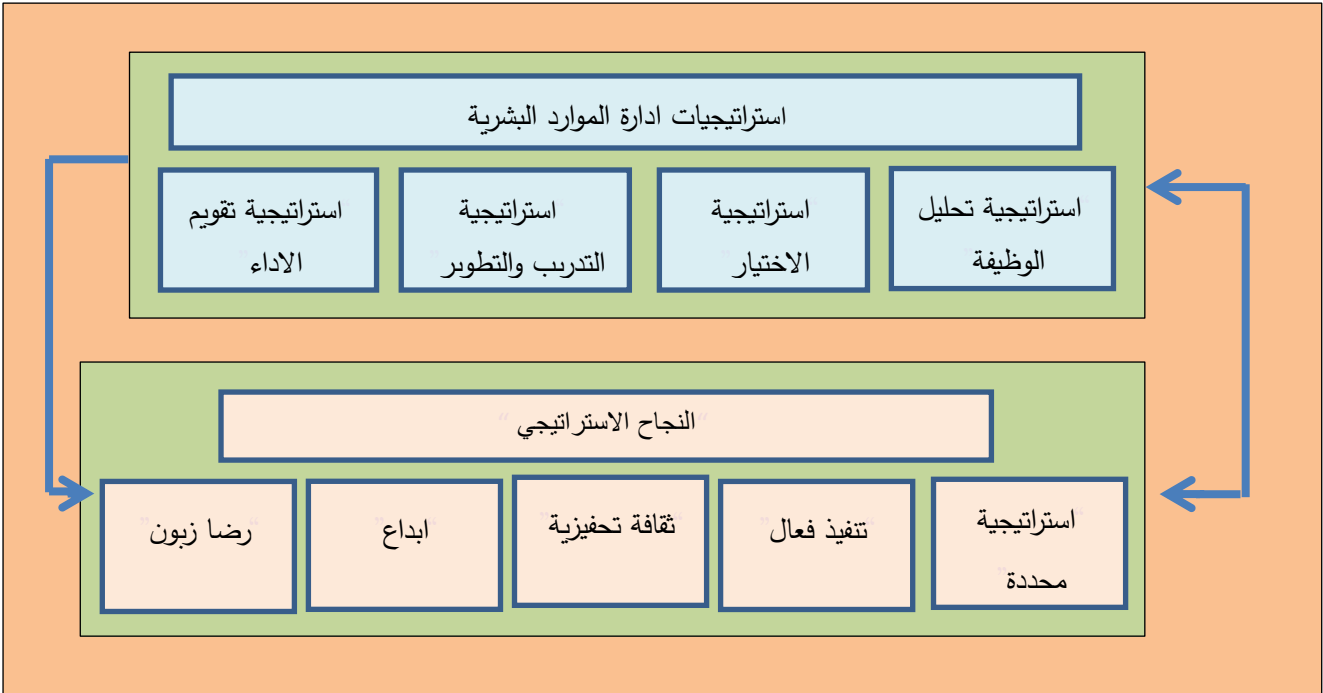 استراتيجيات ادارة الموارد البشرية
استراتيجية تحليل
الوظيفة
استراتيجية
الاختيار
استراتيجية
التدريب والتطوير
استراتيجية تقويم
الاداء
"النجاح الاستراتيجي"
"استراتيجية
محددة"
"تنفيذ فعال"
"ثقافة تحفيزية"
"ابداع"
"رضا زبون"